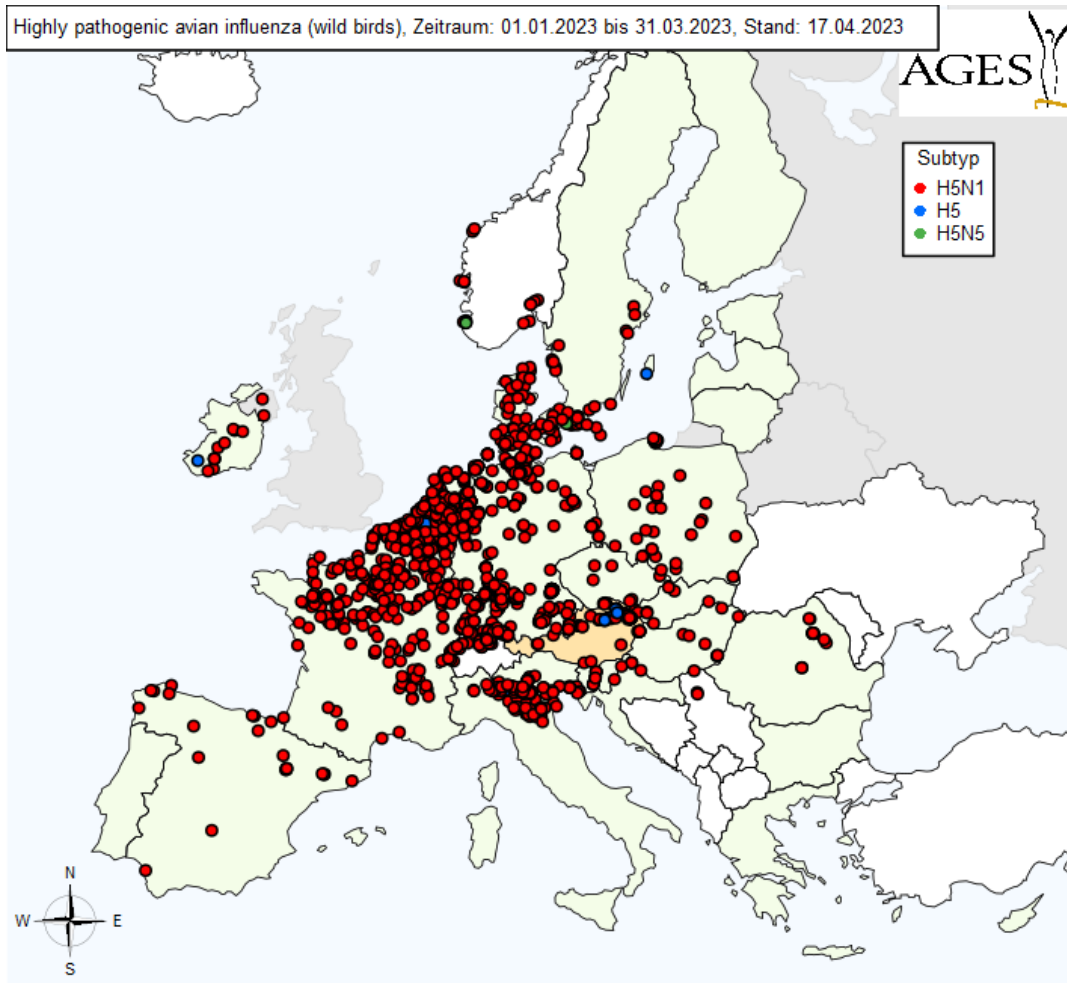 Highly pathogenic avian influenza (wild birds), Zeitraum: 01.01.2023 bis 31.03.2023, Stand: 17.04.2023
AGES
Subtyp
H5N1
H5
H5N5
N
W E
S